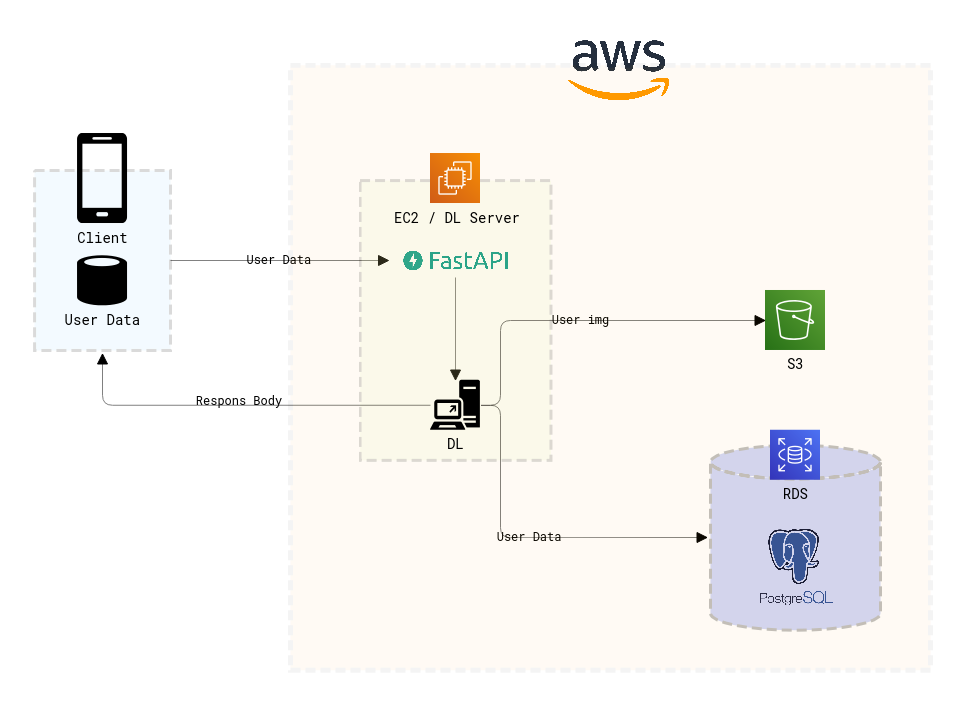 aws
Client
User Data
User Data
EC2 / DL Server
FastAPI
User img
S3
Respons Body
DL
RDS
User Data
PostgreSQL